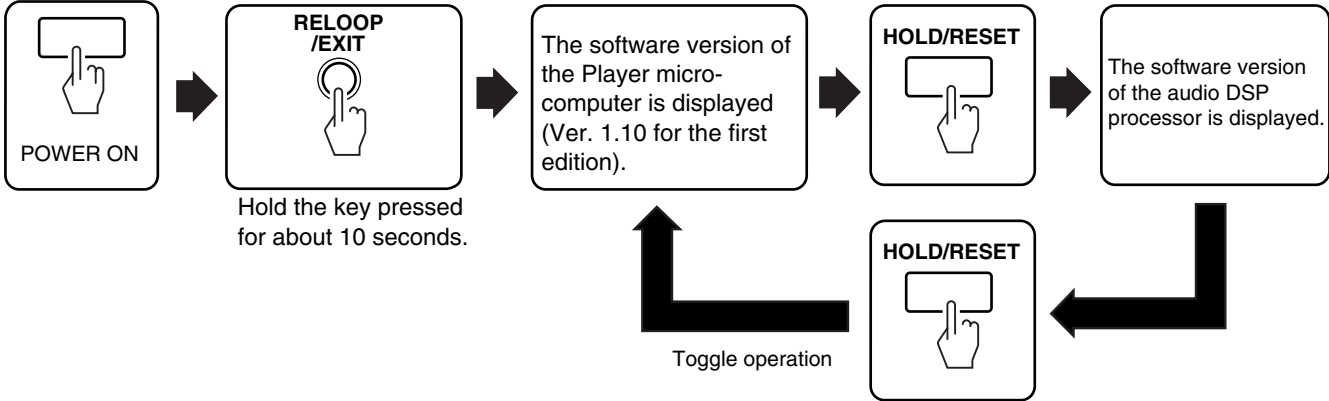 POWER ON
RELOOP
/EXIT
Hold the key pressed
for about 10 seconds.
The software version of
the Player micro-
computer is displayed
(Ver. 1.10 for the first
edition).
HOLD/RESET
The software version
of the audio DSP
processor is displayed.
HOLD/RESET
Toggle operation